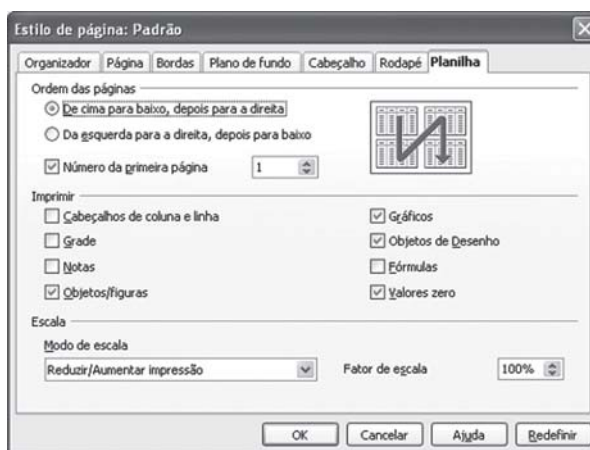 Estilo de página: Padrão
Organizador Página Bordas Plano de fundo Cabeçalho Rodapé Planilha
Ordem das páginas
De cima para baixo, depois para a direita
Da esquerda para a direita, depois para baixo
Número da primeira página 1
Imprimir
Cabeçalhos de coluna e linha Gráficos
Grade Objetos de Desenho
Notas Fórmulas
Objetos/figuras Valores zero
Escala
Modo de escala
Reduzir/Aumentar impressão Fator de escala 100%
OK Cancelar Ajuda Redefinir